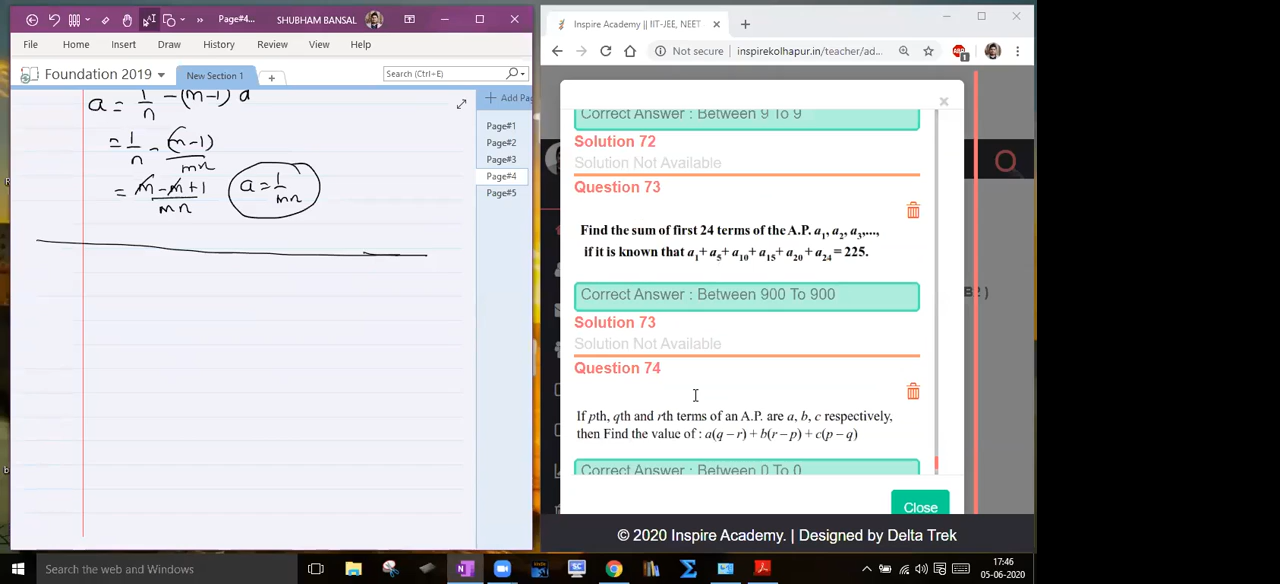 Page#4...
SHUBHAM BANSAL
File Home Insert Draw History Review View Help
Foundation 2019
New Section 1
+
Search (Ctrl+E)
a = 1/n - (m-1) d
= 1/n - (m-1)/mn
= m-m+1/mn
a = 1/mn
+ Add Pa
Page#1
Page#2
Page#3
Page#4
Page#5
Inspire Academy || IIT-JEE, NEET
Not secure inspirekolhapur.in/teacher/ad...
Correct Answer : Between 9 To 9
Solution 72
Solution Not Available
Question 73
Find the sum of first 24 terms of the A.P. a1, a2, a3,...,
if it is known that a1+ a5+ a10+ a15+ a20+ a24 = 225.
Correct Answer : Between 900 To 900
Solution 73
Solution Not Available
Question 74
If pth, qth and rth terms of an A.P. are a, b, c respectively,
then Find the value of : a(q – r) + b(r – p) + c(p – q)
Correct Answer : Between 0 To 0
Close
B2 )
© 2020 Inspire Academy. | Designed by Delta Trek
Search the web and Windows
17:46
05-06-2020